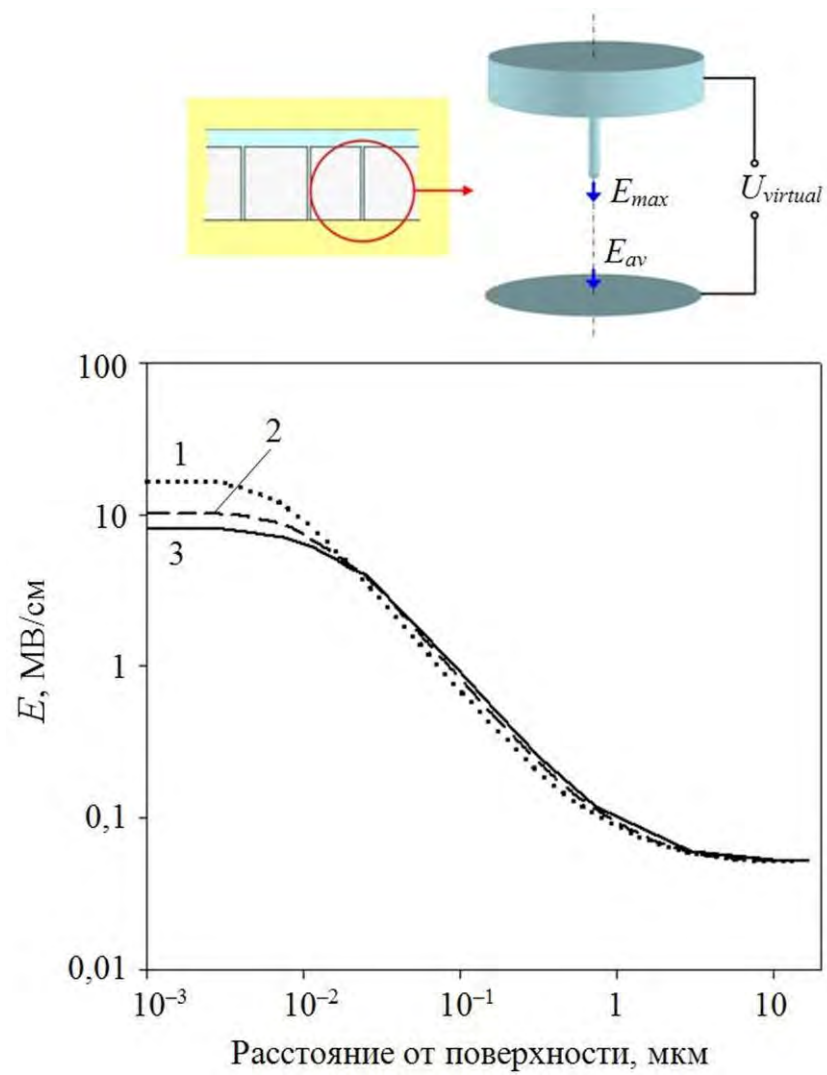 E_max
U_virtual
E_av
100
1
2
10
3
E, МВ/см
1
0,1
0,01
10⁻³
10⁻²
10⁻¹
1
10
Расстояние от поверхности, мкм